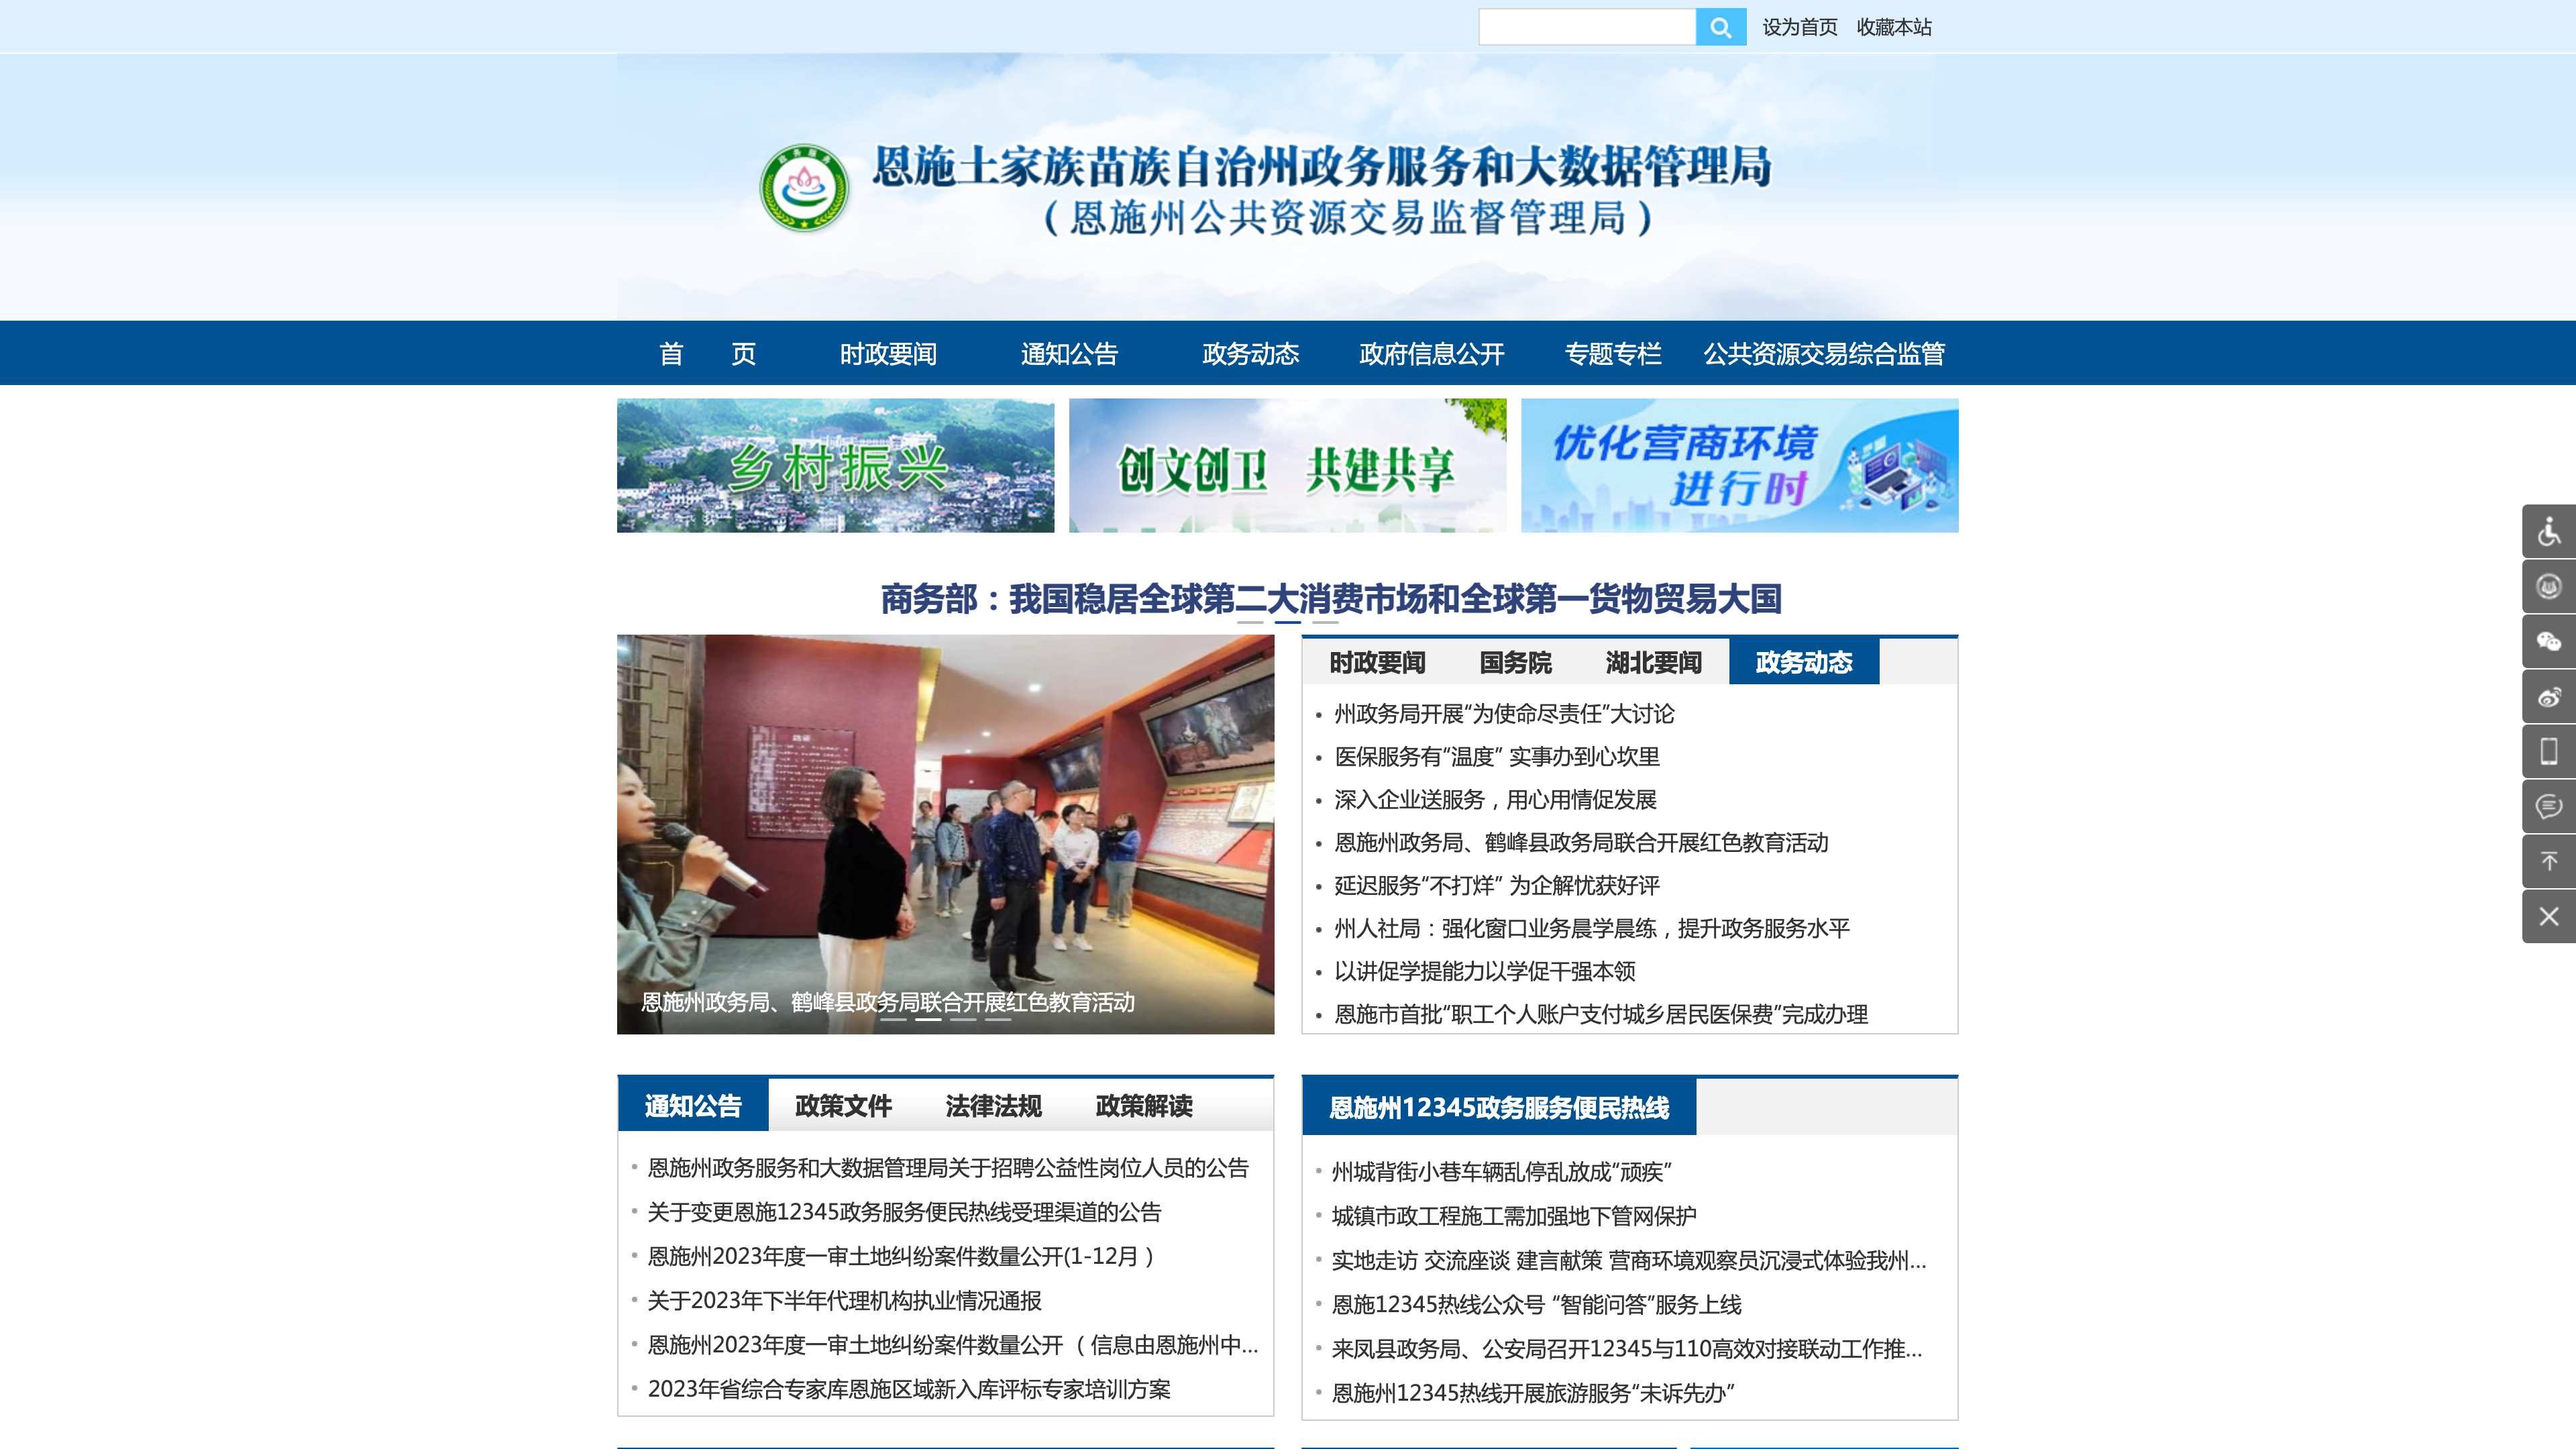 设为首页 收藏本站
恩施土家族苗族自治州政务服务和大数据管理局
（恩施州公共资源交易监督管理局）
首 页 时政要闻 通知公告 政务动态 政府信息公开 专题专栏 公共资源交易综合监管
乡村振兴
创文创卫 共建共享
优化营商环境
进行时
商务部：我国稳居全球第二大消费市场和全球第一货物贸易大国
恩施州政务局、鹤峰县政务局联合开展红色教育活动
时政要闻 国务院 湖北要闻 政务动态
州政务局开展“为使命尽责任”大讨论
医保服务有“温度” 实事办到心坎里
深入企业送服务，用心用情促发展
恩施州政务局、鹤峰县政务局联合开展红色教育活动
延迟服务“不打烊” 为企解忧获好评
州人社局：强化窗口业务晨学晨练，提升政务服务水平
以讲促学提能力以学促干强本领
恩施市首批“职工个人账户支付城乡居民医保费”完成办理
通知公告 政策文件 法律法规 政策解读
恩施州政务服务和大数据管理局关于招聘公益性岗位人员的公告
关于变更恩施12345政务服务便民热线受理渠道的公告
恩施州2023年度一审土地纠纷案件数量公开(1-12月）
关于2023年下半年代理机构执业情况通报
恩施州2023年度一审土地纠纷案件数量公开 （信息由恩施州中...
2023年省综合专家库恩施区域新入库评标专家培训方案
恩施州12345政务服务便民热线
州城背街小巷车辆乱停乱放成“顽疾”
城镇市政工程施工需加强地下管网保护
实地走访 交流座谈 建言献策 营商环境观察员沉浸式体验我州...
恩施12345热线公众号 “智能问答”服务上线
来凤县政务局、公安局召开12345与110高效对接联动工作推...
恩施州12345热线开展旅游服务“未诉先办”